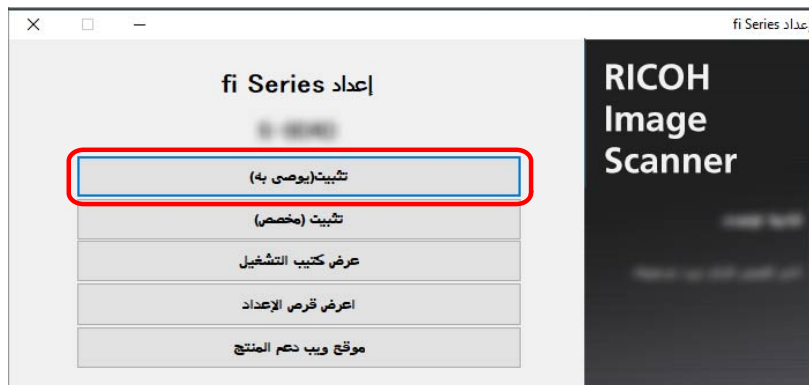 إعداد fi Series
إعداد fi Series
RICOH
Image
Scanner
تثبيت(يوصى به)
تثبيت (مخصص)
عرض كتيب التشغيل
اعرض قرص الإعداد
موقع ويب دعم المنتج